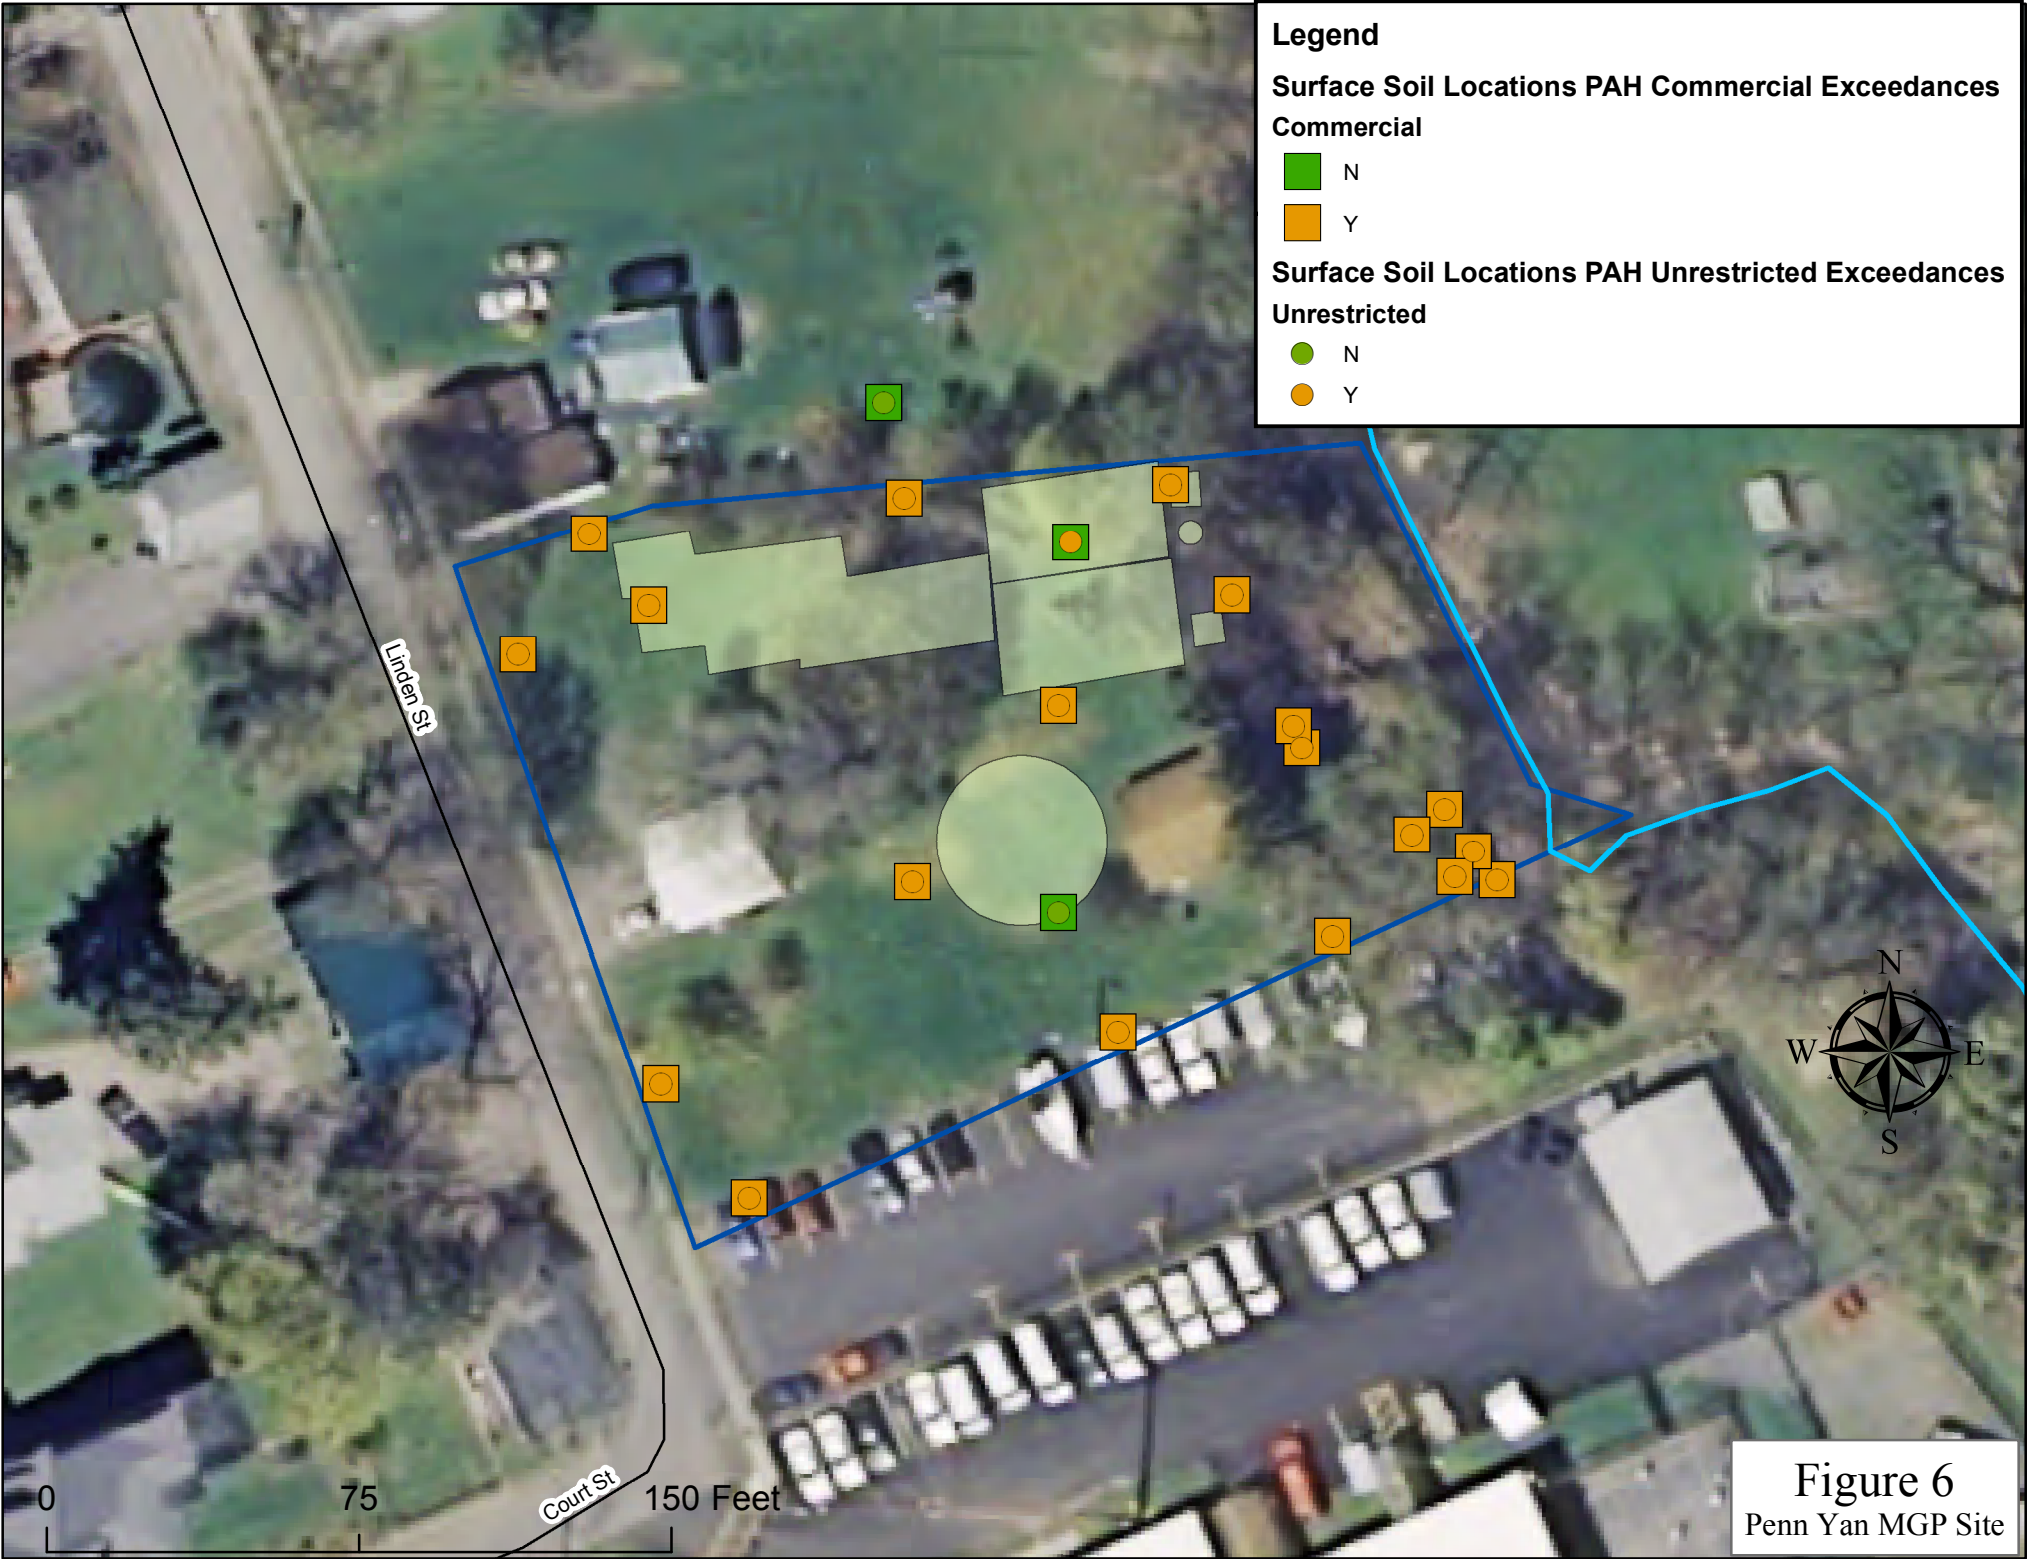 Legend
Surface Soil Locations PAH Commercial Exceedances
Commercial
N
Y
Surface Soil Locations PAH Unrestricted Exceedances
Unrestricted
N
Y
Linden St
N
W E
S
0 75 150 Feet
Court St
Figure 6
Penn Yan MGP Site